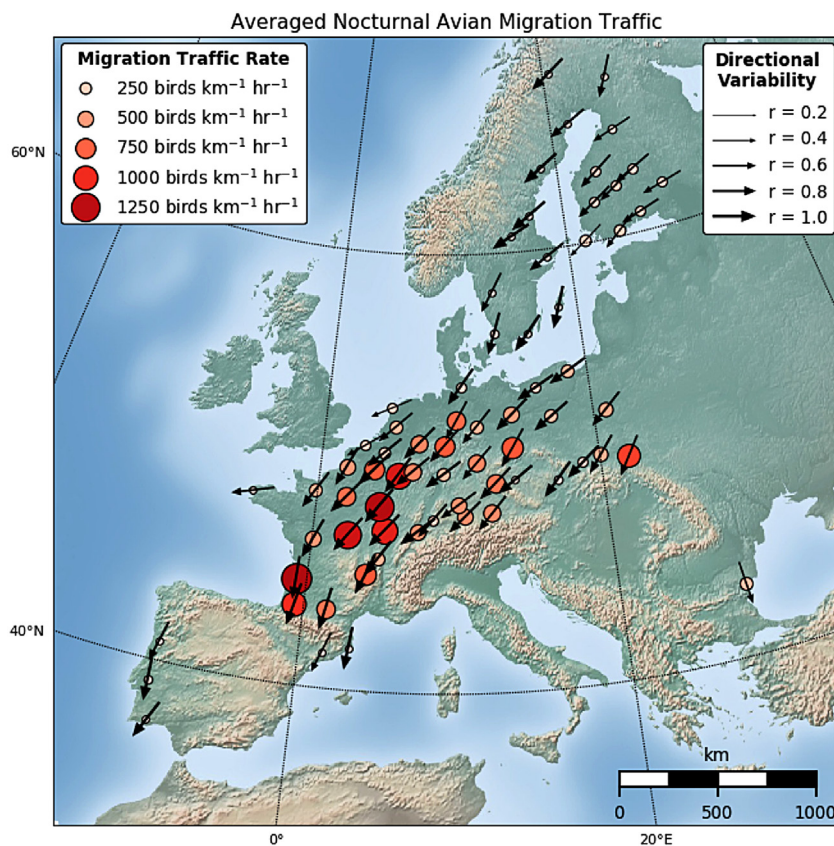 Averaged Nocturnal Avian Migration Traffic
Migration Traffic Rate
250 birds km⁻¹ hr⁻¹
500 birds km⁻¹ hr⁻¹
750 birds km⁻¹ hr⁻¹
1000 birds km⁻¹ hr⁻¹
1250 birds km⁻¹ hr⁻¹
Directional
Variability
r = 0.2
r = 0.4
r = 0.6
r = 0.8
r = 1.0
60°N
40°N
km
0 500 1000
0° 20°E